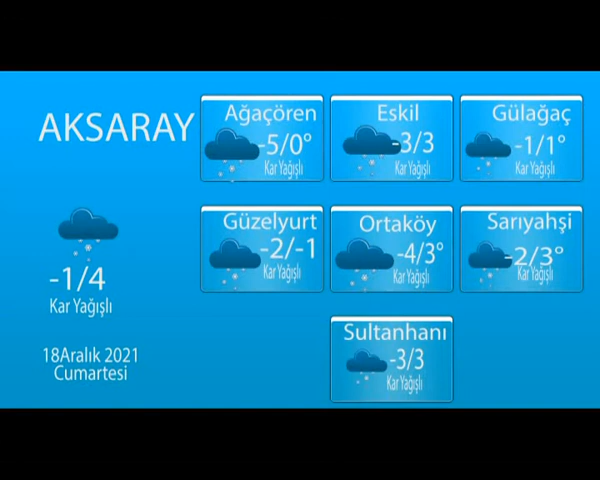 AKSARAY
-1/4
Kar Yağışlı
18Aralık 2021
Cumartesi
Ağaçören
-5/0°
Kar Yağışlı
Eskil
-3/3
Kar Yağışlı
Gülağaç
-1/1°
Kar Yağışlı
Güzelyurt
-2/-1
Kar Yağışlı
Ortaköy
-4/3°
Kar Yağışlı
Sarıyahşi
-2/3°
Kar Yağışlı
Sultanhanı
-3/3
Kar Yağışlı